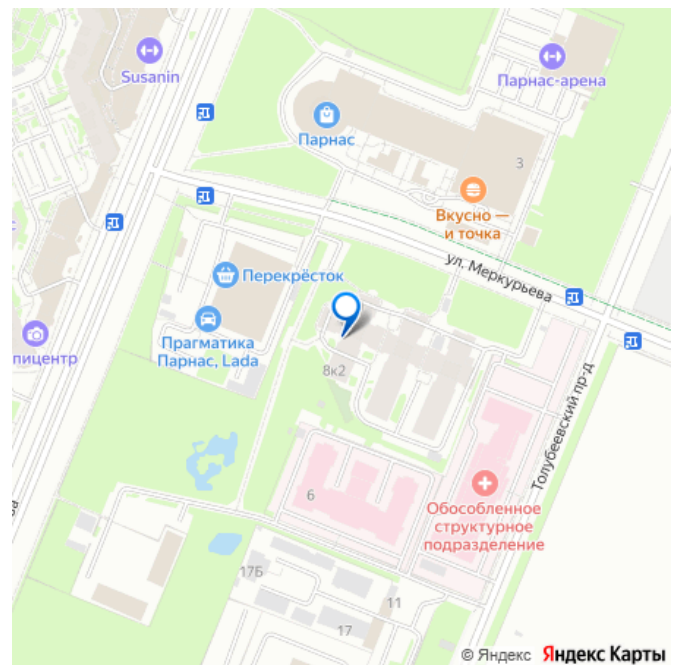 Susanin
Парнас-арена
Парнас
3
Вкусно —
и точка
ул. Меркурьева
Перекрёсток
Прагматика
Парнас, Lada
пицентр
8к2
Толубеевский пр-д
6
Обособленное
структурное
подразделение
17Б
11
17
© Яндекс Яндекс Карты